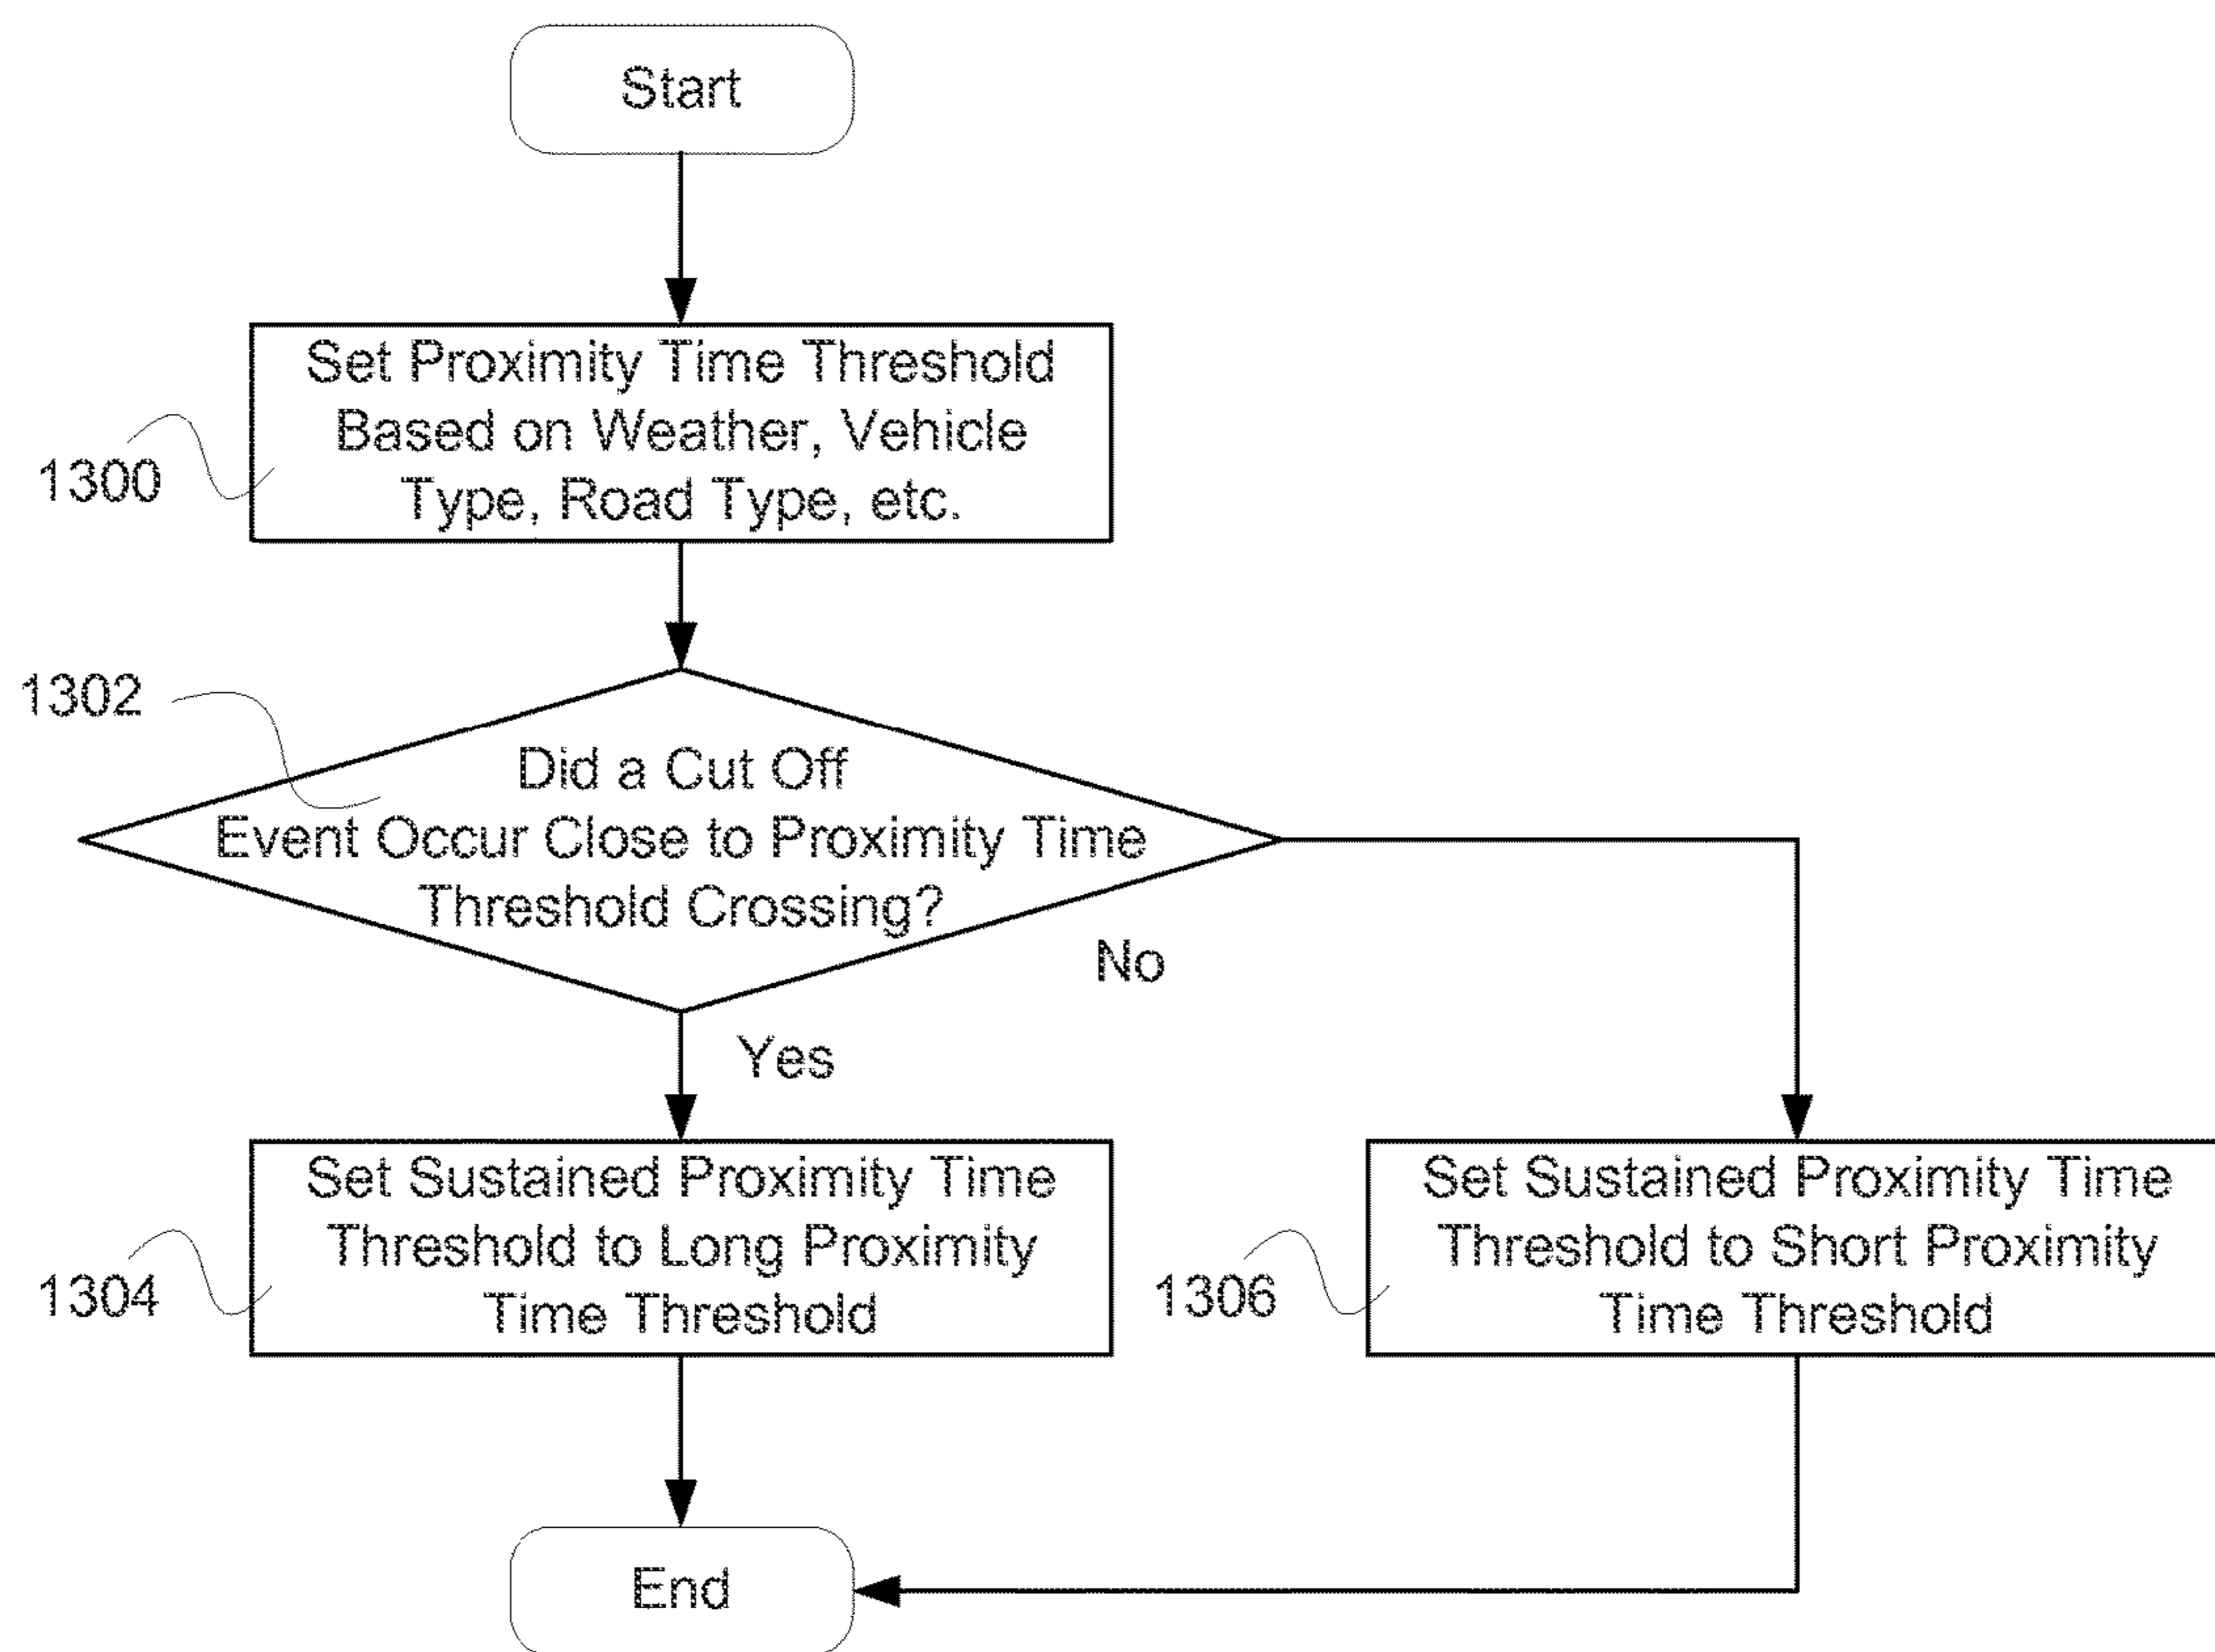 Start
Set Proximity Time Threshold
Based on Weather, Vehicle
Type, Road Type, etc.
1300
1302
Did a Cut Off
Event Occur Close to Proximity Time
Threshold Crossing?
No
Yes
Set Sustained Proximity Time
Threshold to Long Proximity
Time Threshold
1304
Set Sustained Proximity Time
Threshold to Short Proximity
Time Threshold
1306
End